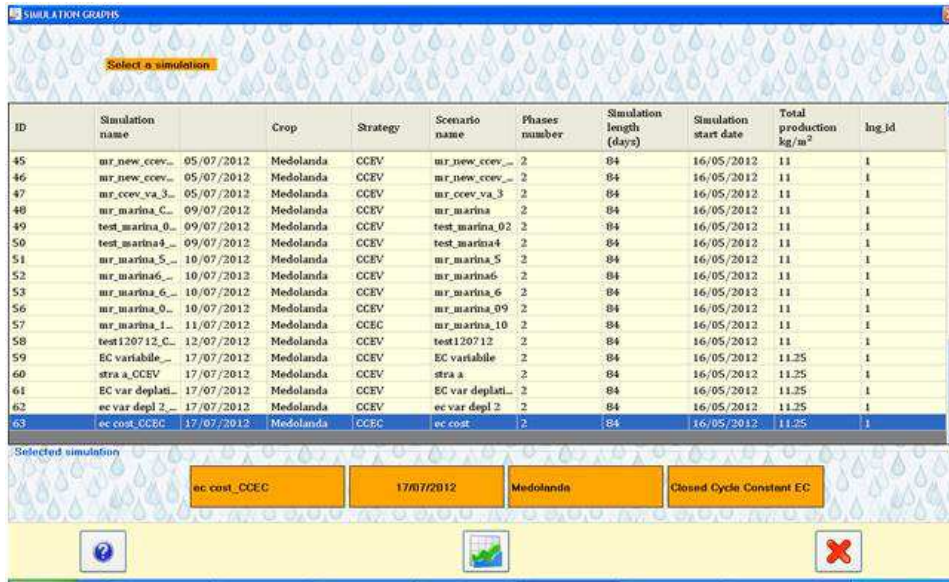 SIMULATION GRAPHS
Select a simulation
ID Simulation name Crop Strategy Scenario name Phases number Simulation length (days) Simulation start date Total production kg/m² lng_id
45 mr_new_ccev... 05/07/2012 Medolanda CCEV mr_new_ccev_... 2 84 16/05/2012 11 1
46 mr_new_ccev... 05/07/2012 Medolanda CCEV mr_new_ccev_... 2 84 16/05/2012 11 1
47 mr_ccev_va_3... 05/07/2012 Medolanda CCEV mr_ccev_va_3 2 84 16/05/2012 11 1
48 mr_marina_C... 09/07/2012 Medolanda CCEV mr_marina 2 84 16/05/2012 11 1
49 test_marina_0... 09/07/2012 Medolanda CCEV test_marina_02 2 84 16/05/2012 11 1
50 test_marina4_... 09/07/2012 Medolanda CCEV test_marina4 2 84 16/05/2012 11 1
51 mr_marina_5_... 10/07/2012 Medolanda CCEV mr_marina_5 2 84 16/05/2012 11 1
52 mr_marina6_... 10/07/2012 Medolanda CCEV mr_marina6 2 84 16/05/2012 11 1
53 mr_marina_6_... 10/07/2012 Medolanda CCEV mr_marina_6 2 84 16/05/2012 11 1
56 mr_marina_0... 10/07/2012 Medolanda CCEV mr_marina_09 2 84 16/05/2012 11 1
57 mr_marina_1... 11/07/2012 Medolanda CCEC mr_marina_10 2 84 16/05/2012 11 1
58 test120712_C... 12/07/2012 Medolanda CCEV test120712 2 84 16/05/2012 11 1
59 EC variabile_... 17/07/2012 Medolanda CCEV EC variabile 2 84 16/05/2012 11.25 1
60 stra a_CCEV 17/07/2012 Medolanda CCEV stra a 2 84 16/05/2012 11.25 1
61 EC var deplati... 17/07/2012 Medolanda CCEV EC var deplati... 2 84 16/05/2012 11.25 1
62 ec var depl 2_... 17/07/2012 Medolanda CCEV ec var depl 2 2 84 16/05/2012 11.25 1
63 ec cost_CCEC 17/07/2012 Medolanda CCEC ec cost 2 84 16/05/2012 11.25 1
Selected simulation
ec cost_CCEC 17/07/2012 Medolanda Closed Cycle Constant EC